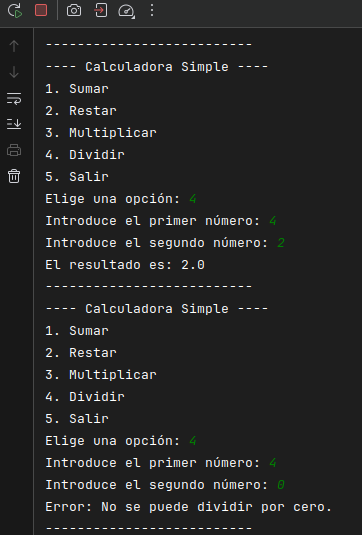 ---------------------------
---- Calculadora Simple ----
1. Sumar
2. Restar
3. Multiplicar
4. Dividir
5. Salir
Elige una opción: 4
Introduce el primer número: 4
Introduce el segundo número: 2
El resultado es: 2.0
---------------------------
---- Calculadora Simple ----
1. Sumar
2. Restar
3. Multiplicar
4. Dividir
5. Salir
Elige una opción: 4
Introduce el primer número: 4
Introduce el segundo número: 0
Error: No se puede dividir por cero.
---------------------------